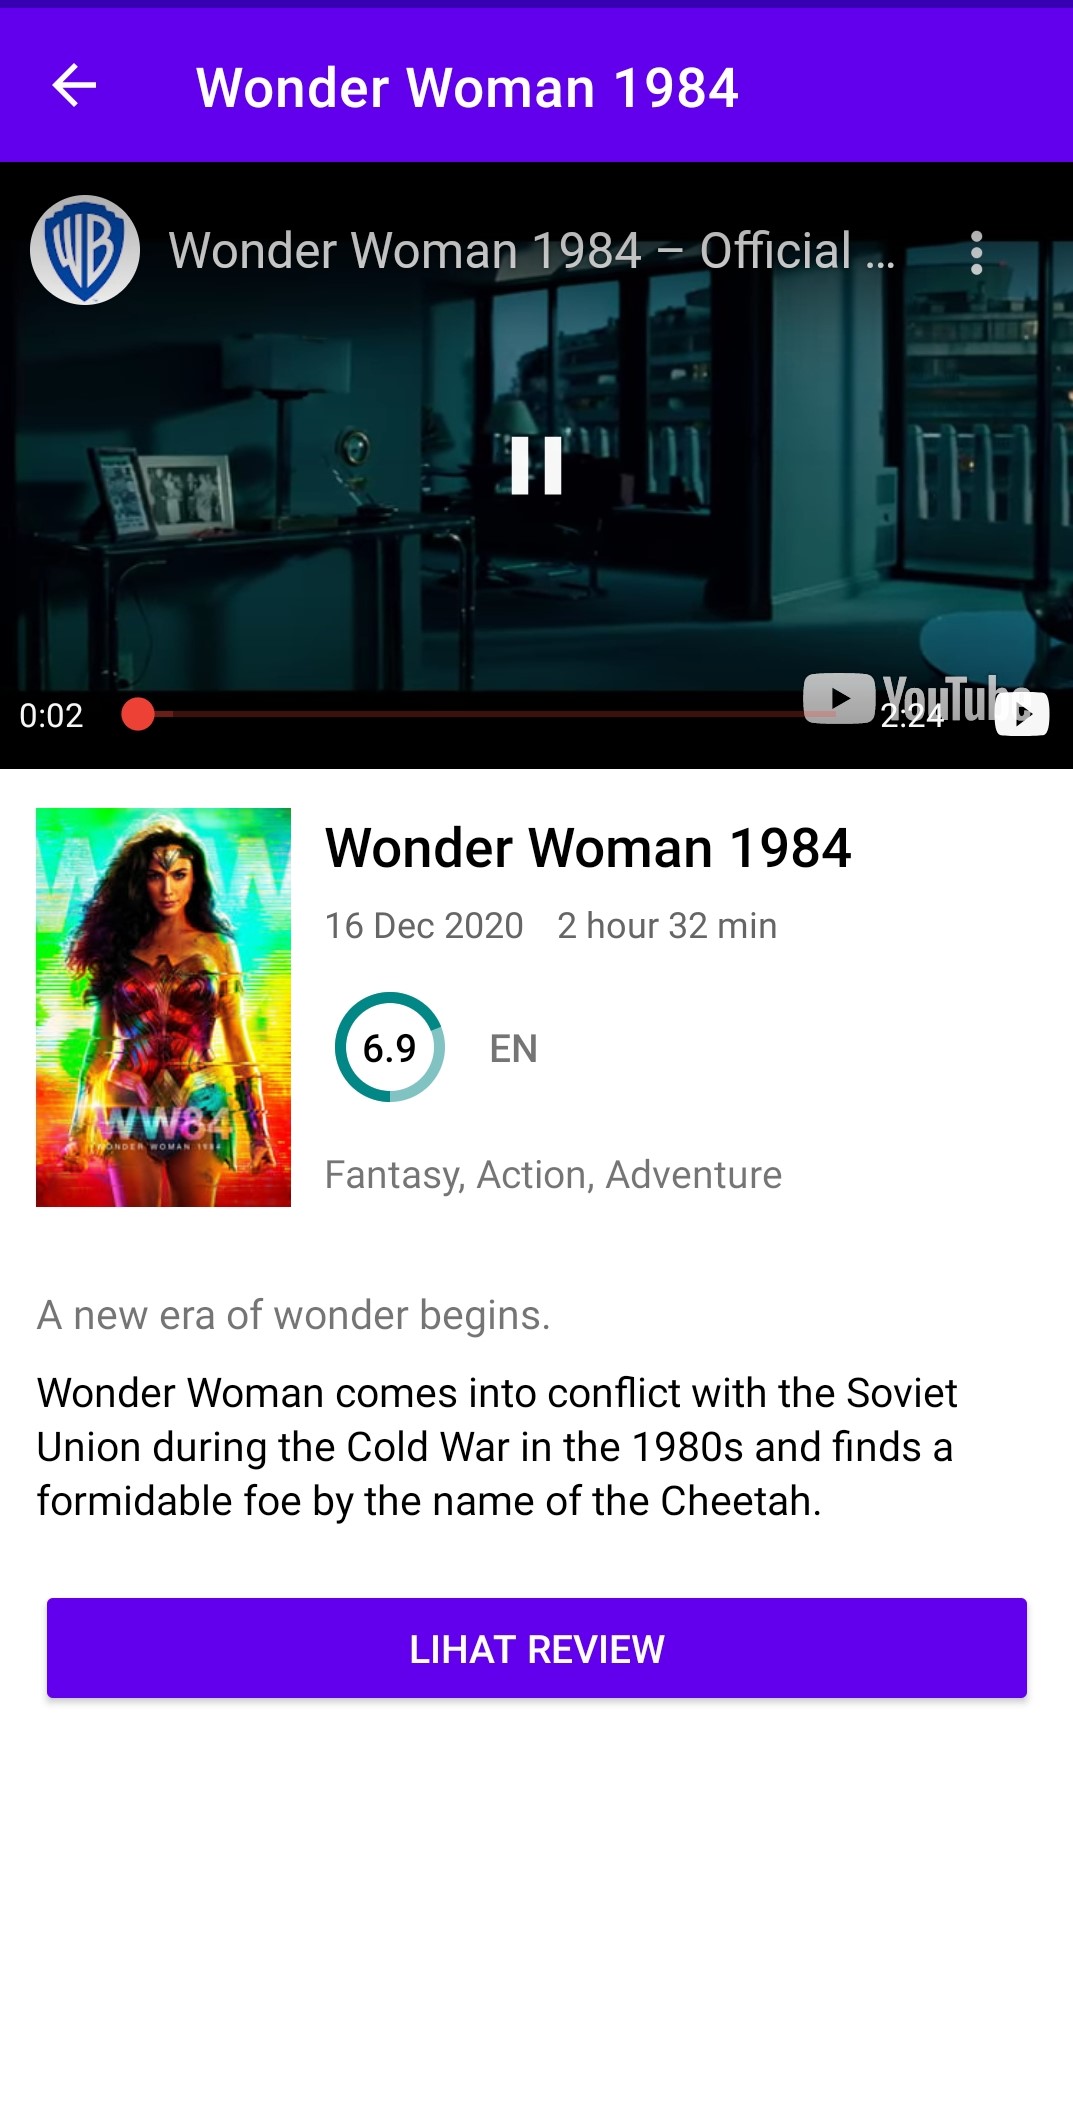 Wonder Woman 1984
WB
Wonder Woman 1984 – Official ...
YouTube
0:02
2:24
Wonder Woman 1984
16 Dec 2020 2 hour 32 min
6.9 EN
Fantasy, Action, Adventure
WW84
WONDER WOMAN 1984
A new era of wonder begins.
Wonder Woman comes into conflict with the Soviet
Union during the Cold War in the 1980s and finds a
formidable foe by the name of the Cheetah.
LIHAT REVIEW